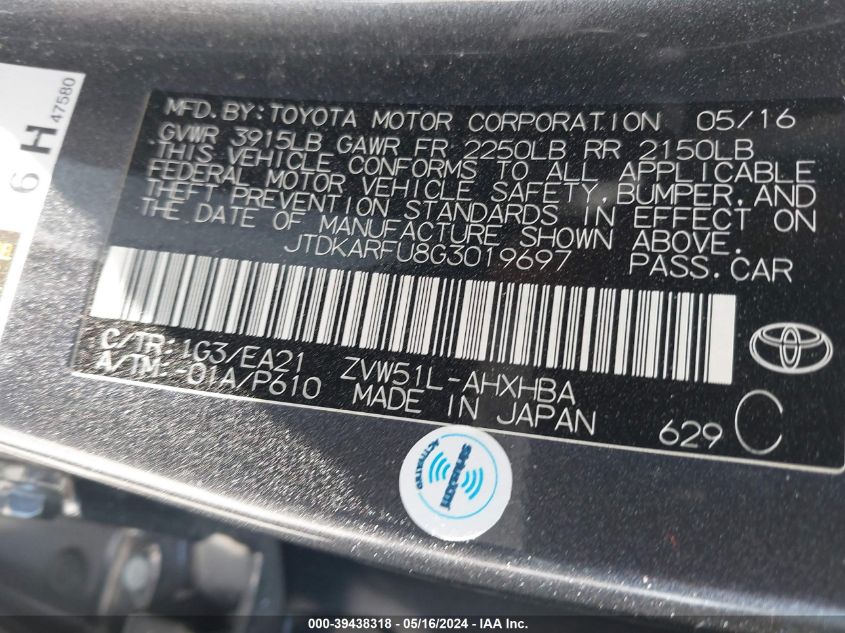 MFD.BY:TOYOTA MOTOR CORPORATION 05/16
GVWR 3915LB GAWR FR 2250LB RR 2150LB
THIS VEHICLE CONFORMS TO ALL APPLICABLE
FEDERAL MOTOR VEHICLE SAFETY,BUMPER,AND
THEFT PREVENTION STANDARDS IN EFFECT ON
THE DATE OF MANUFACTURE SHOWN ABOVE.
JTDKARFU8G3019697 PASS.CAR
C/TR:1G3/EA21 ZVW51L-AHXHBA
A/TM:-01A/P610 MADE IN JAPAN
629 C
6 H
47580
000-39438318 - 05/16/2024 - IAA, Inc.